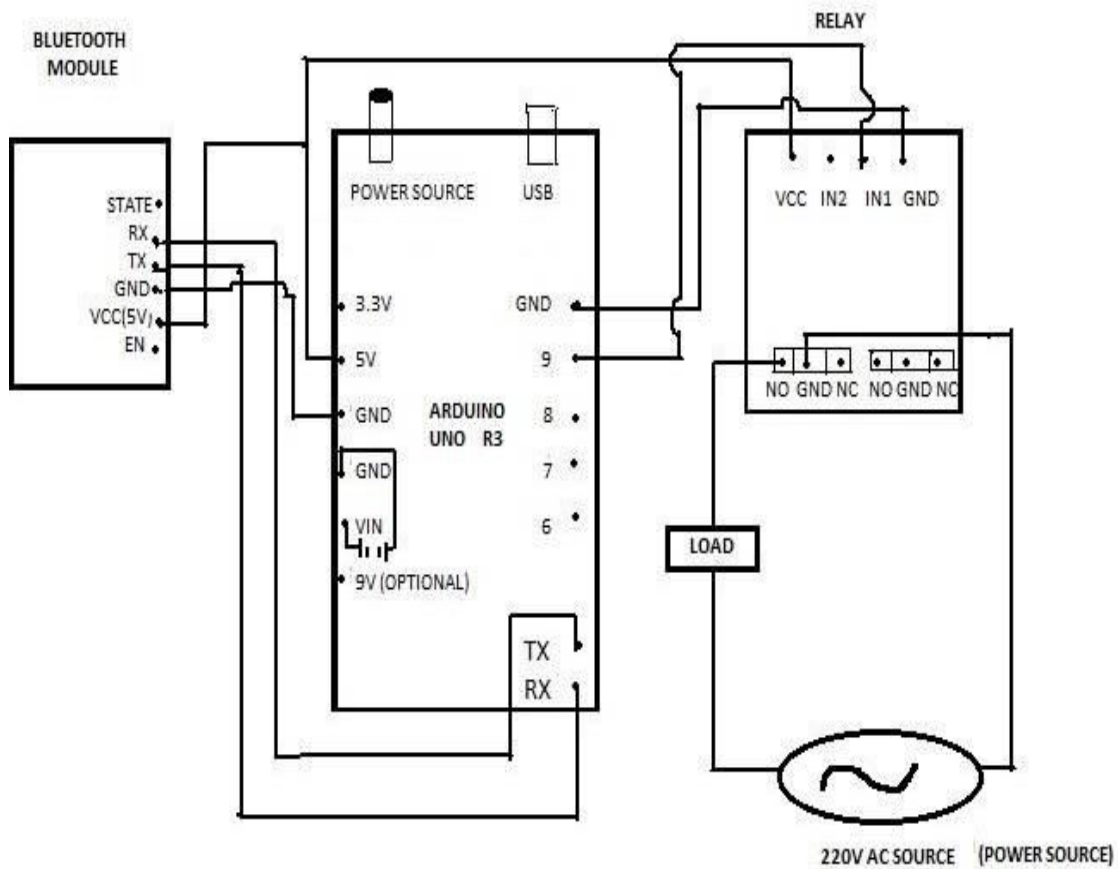 RELAY
BLUETOOTH
MODULE
POWER SOURCE
USB
STATE
RX
TX
GND
VCC(5V)
EN
3.3V
5V
GND
GND
VIN
9V (OPTIONAL)
ARDUINO
UNO R3
GND
9
8
7
6
TX
RX
VCC IN2 IN1 GND
NO GND NC NO GND NC
LOAD
220V AC SOURCE (POWER SOURCE)